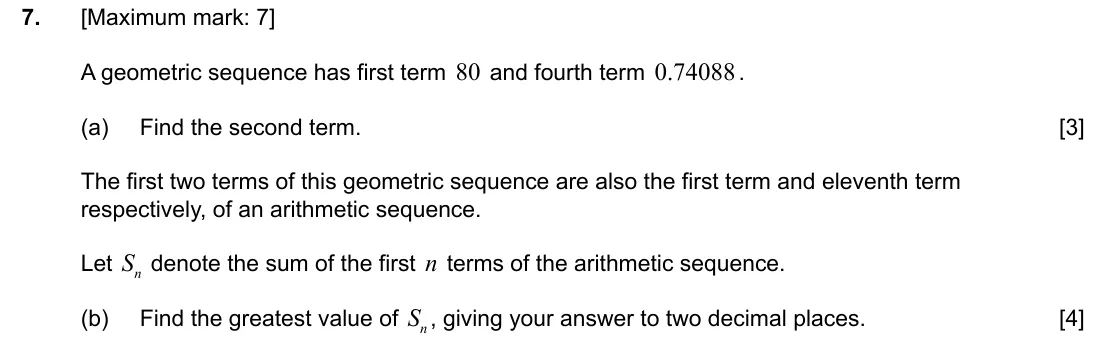 7. [Maximum mark: 7]
A geometric sequence has first term 80 and fourth term 0.74088.
(a) Find the second term. [3]
The first two terms of this geometric sequence are also the first term and eleventh term
respectively, of an arithmetic sequence.
Let Sₙ denote the sum of the first n terms of the arithmetic sequence.
(b) Find the greatest value of Sₙ, giving your answer to two decimal places. [4]